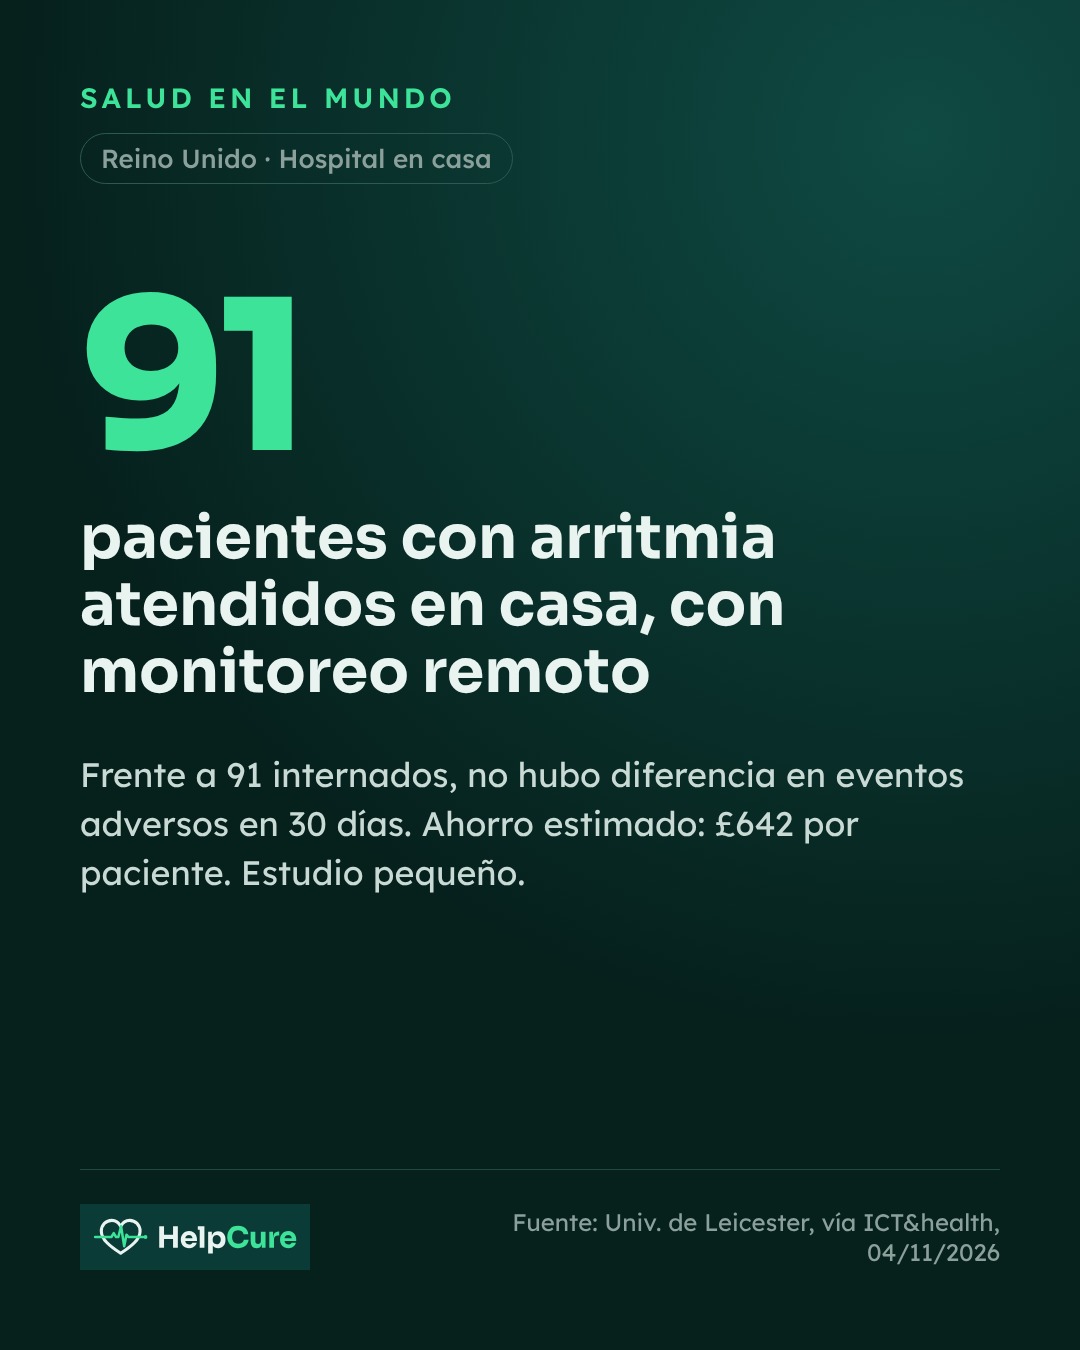 SALUD EN EL MUNDO
Reino Unido · Hospital en casa
91
pacientes con arritmia
atendidos en casa, con
monitoreo remoto
Frente a 91 internados, no hubo diferencia en eventos
adversos en 30 días. Ahorro estimado: £642 por
paciente. Estudio pequeño.
HelpCure
Fuente: Univ. de Leicester, vía ICT&health,
04/11/2026